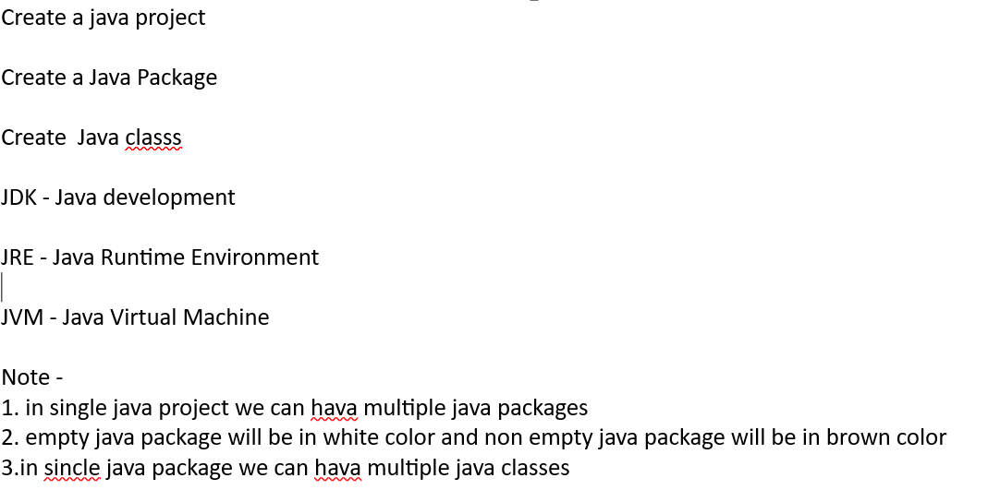 Create a java project
Create a Java Package
Create  Java classs
JDK - Java development
JRE - Java Runtime Environment
JVM - Java Virtual Machine
Note -
1. in single java project we can hava multiple java packages
2. empty java package will be in white color and non empty java package will be in brown color
3.in sincle java package we can hava multiple java classes